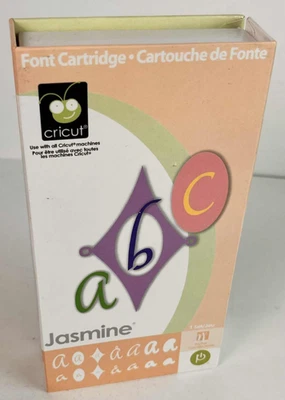 Font Cartridge • Cartouche de Fonte
cricut®
Use with all Cricut® machines
Pour être utilisé avec toutes
les machines Cricut®
a b c
Jasmine®
a a a a a a a
a a a a a a a